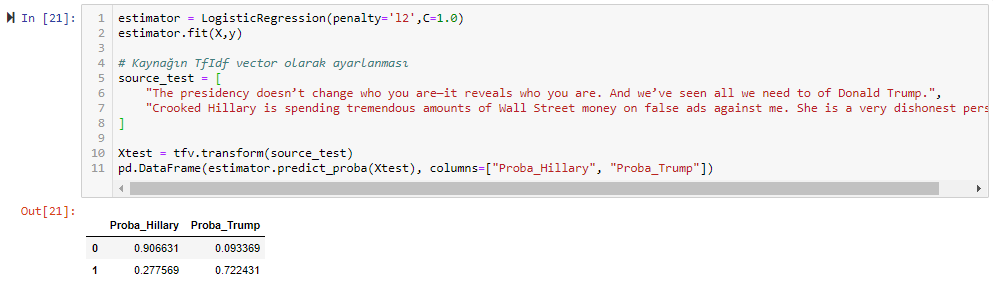 In [21]:
1 estimator = LogisticRegression(penalty='l2',C=1.0)
2 estimator.fit(X,y)
3
4 # Kaynağın TfIdf vector olarak ayarlanması
5 source_test = [
6 "The presidency doesn’t change who you are—it reveals who you are. And we’ve seen all we need to of Donald Trump.",
7 "Crooked Hillary is spending tremendous amounts of Wall Street money on false ads against me. She is a very dishonest pers
8 ]
9
10 Xtest = tfv.transform(source_test)
11 pd.DataFrame(estimator.predict_proba(Xtest), columns=["Proba_Hillary", "Proba_Trump"])
Out[21]:
Proba_Hillary Proba_Trump
0 0.906631 0.093369
1 0.277569 0.722431